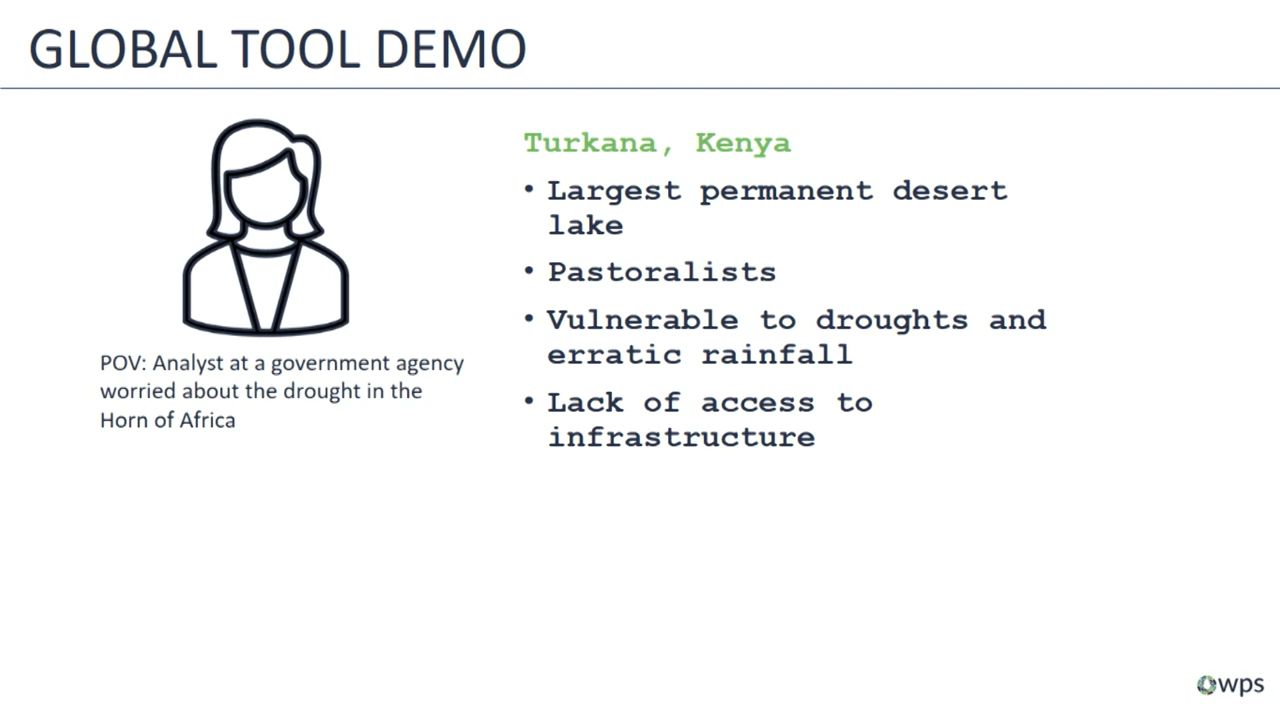 GLOBAL TOOL DEMO
POV: Analyst at a government agency
worried about the drought in the
Horn of Africa
Turkana, Kenya
• Largest permanent desert
lake
• Pastoralists
• Vulnerable to droughts and
erratic rainfall
• Lack of access to
infrastructure
wps